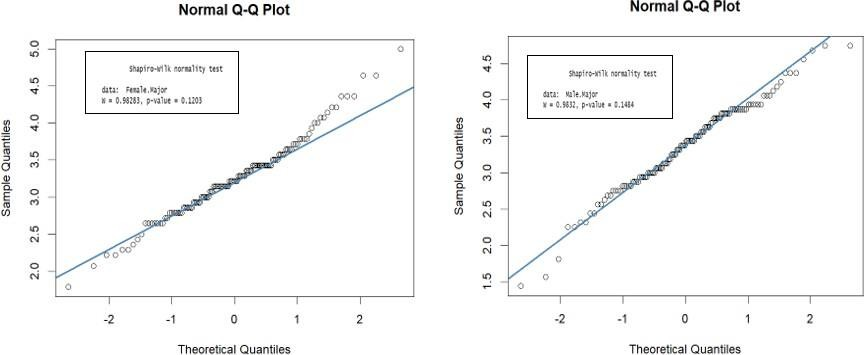 Normal Q-Q Plot
Shapiro-Wilk normality test
data: Female.Major
W = 0.98283, p-value = 0.1203
Sample Quantiles
5.0
4.5
4.0
3.5
3.0
2.5
2.0
-2 -1 0 1 2
Theoretical Quantiles
Normal Q-Q Plot
Shapiro-Wilk normality test
data: Male.Major
W = 0.9832, p-value = 0.1484
Sample Quantiles
4.5
4.0
3.5
3.0
2.5
2.0
1.5
-2 -1 0 1 2
Theoretical Quantiles